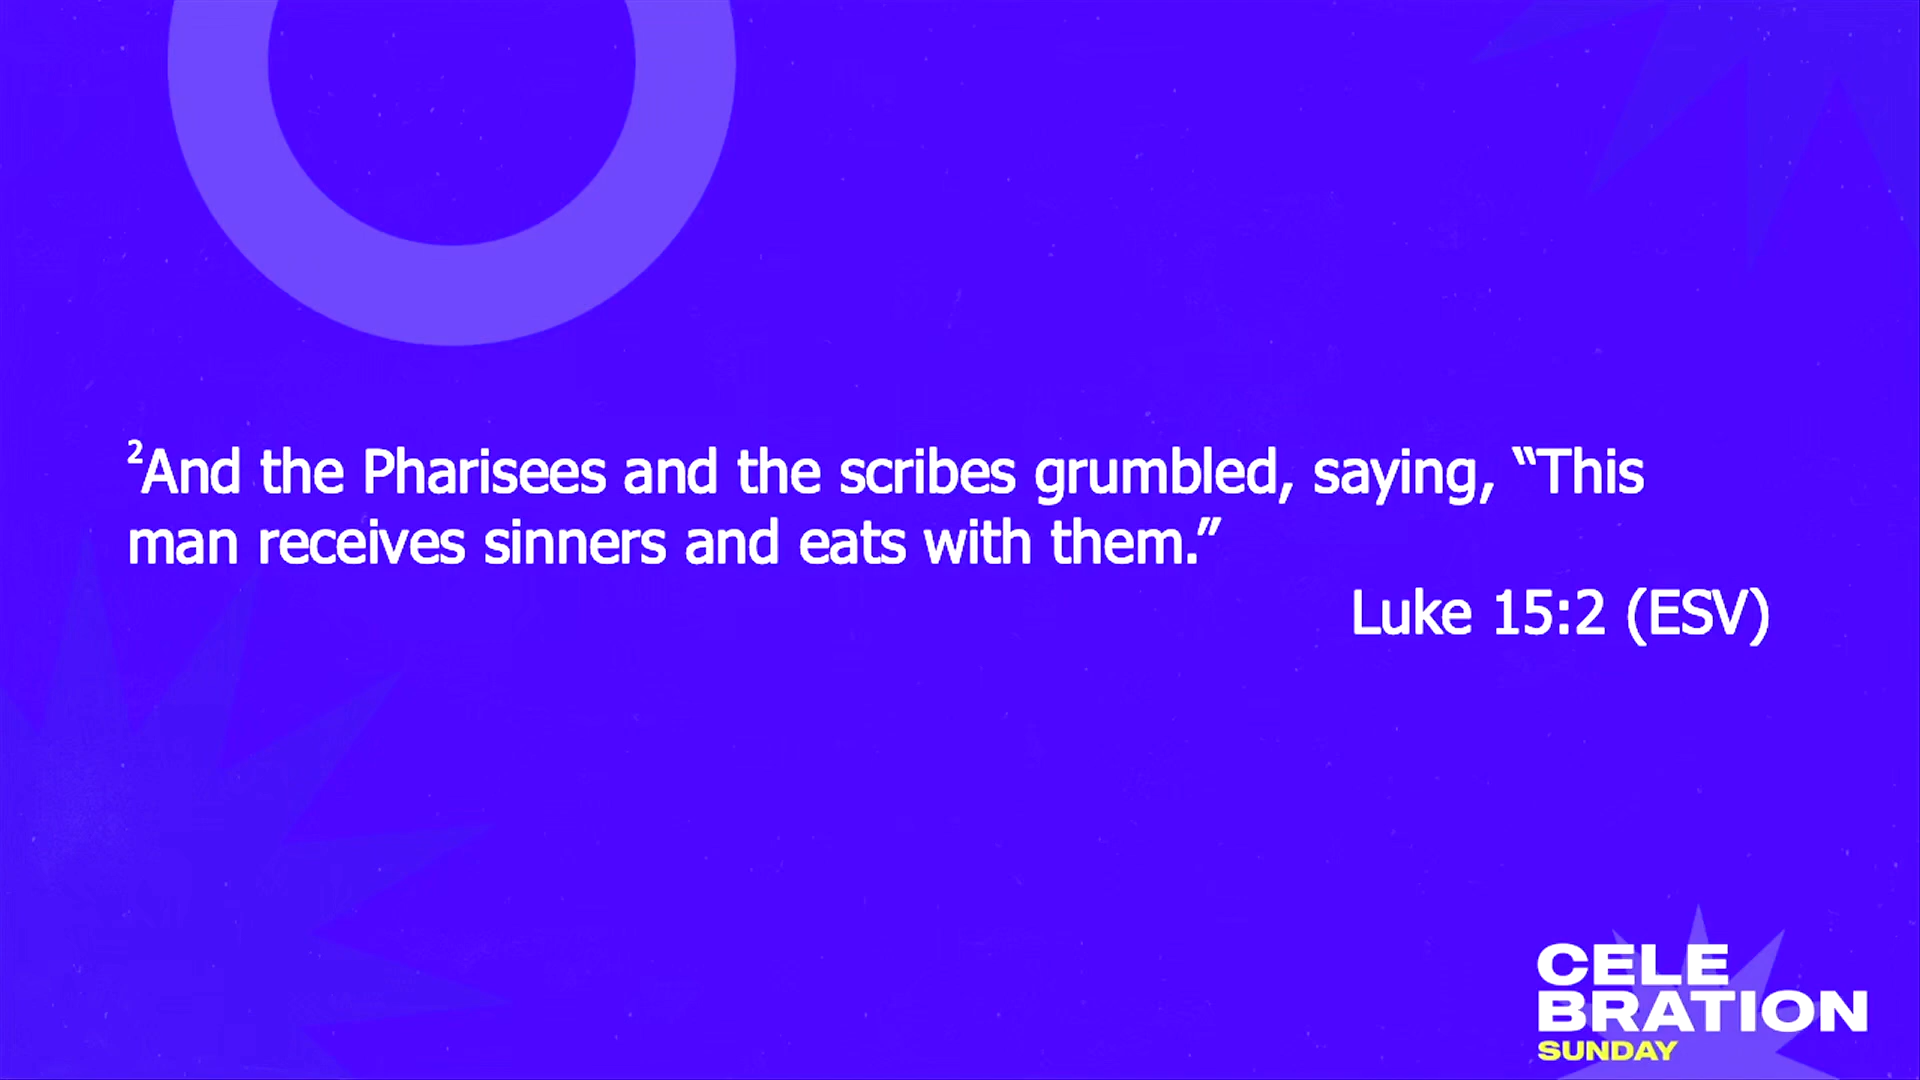 ²And the Pharisees and the scribes grumbled, saying, “This
man receives sinners and eats with them.”
Luke 15:2 (ESV)
CELE
BRATION
SUNDAY